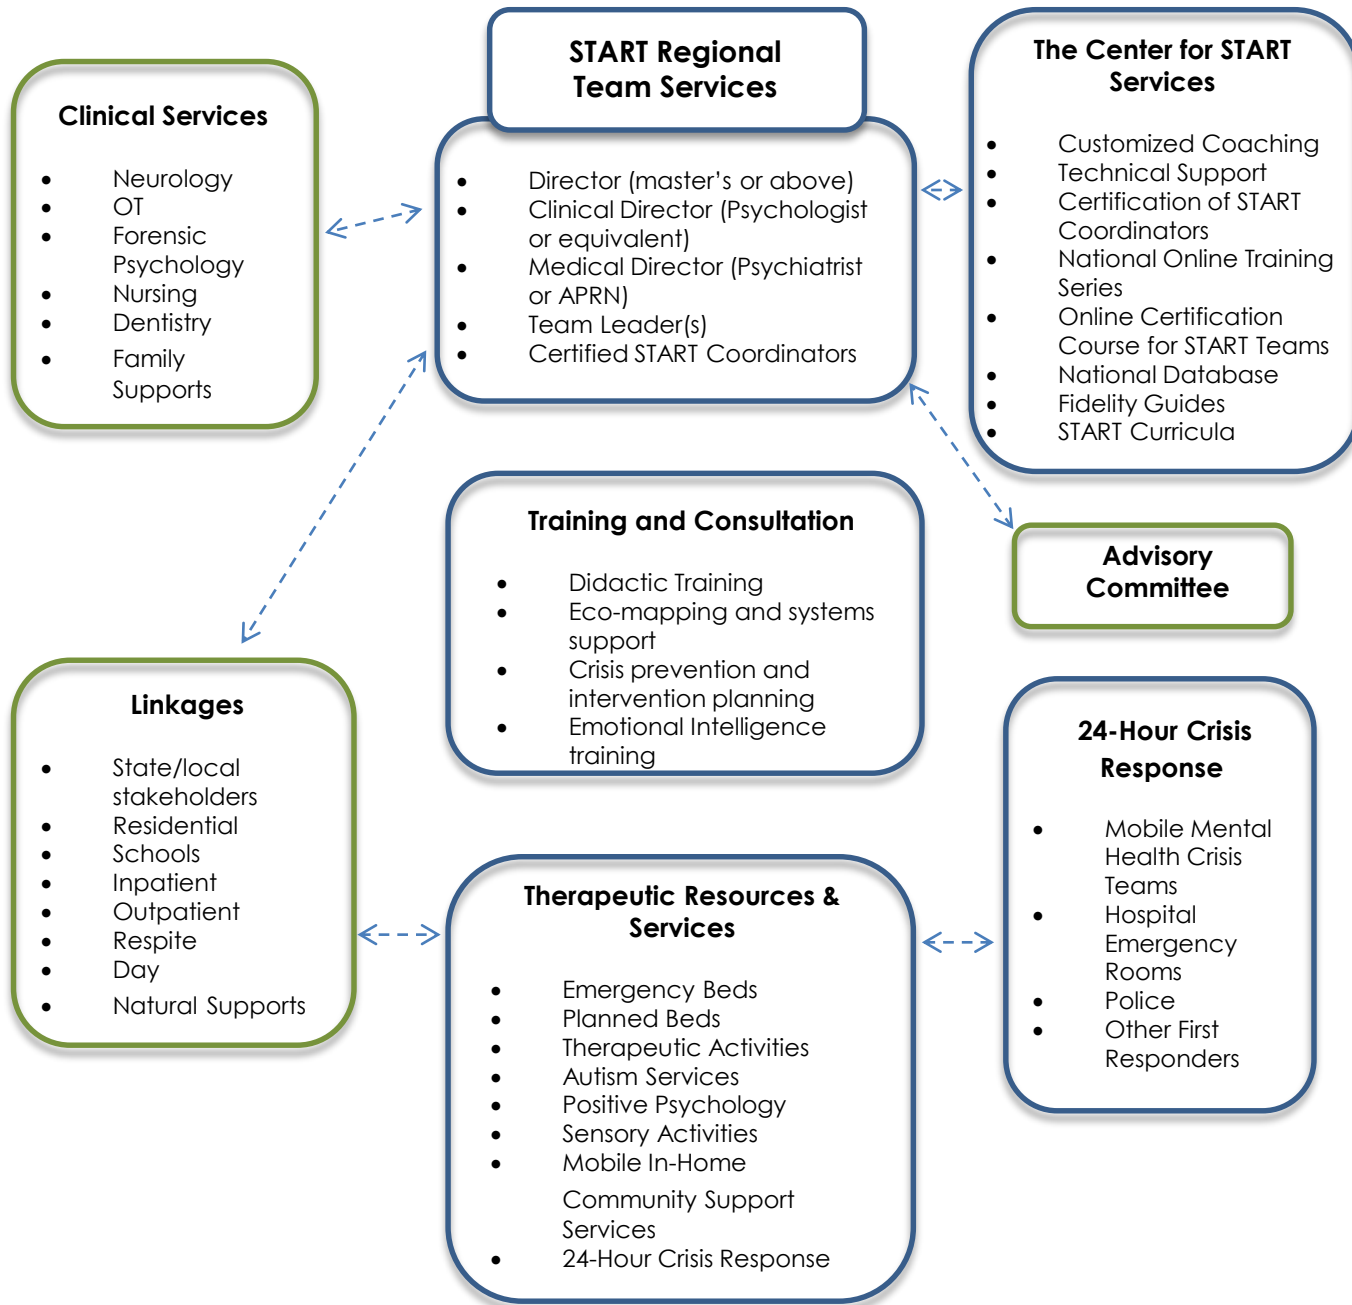 START Regional
Team Services
Director (master's or above)
Clinical Director (Psychologist
or equivalent)
Medical Director (Psychiatrist
or APRN)
Team Leader(s)
Certified START Coordinators
Clinical Services
Neurology
OT
Forensic
Psychology
Nursing
Dentistry
Family
Supports
The Center for START
Services
Customized Coaching
Technical Support
Certification of START
Coordinators
National Online Training
Series
Online Certification
Course for START Teams
National Database
Fidelity Guides
START Curricula
Training and Consultation
Didactic Training
Eco-mapping and systems
support
Crisis prevention and
intervention planning
Emotional Intelligence
training
Advisory
Committee
Linkages
State/local
stakeholders
Residential
Schools
Inpatient
Outpatient
Respite
Day
Natural Supports
Therapeutic Resources &
Services
Emergency Beds
Planned Beds
Therapeutic Activities
Autism Services
Positive Psychology
Sensory Activities
Mobile In-Home
Community Support
Services
24-Hour Crisis Response
24-Hour Crisis
Response
Mobile Mental
Health Crisis
Teams
Hospital
Emergency
Rooms
Police
Other First
Responders